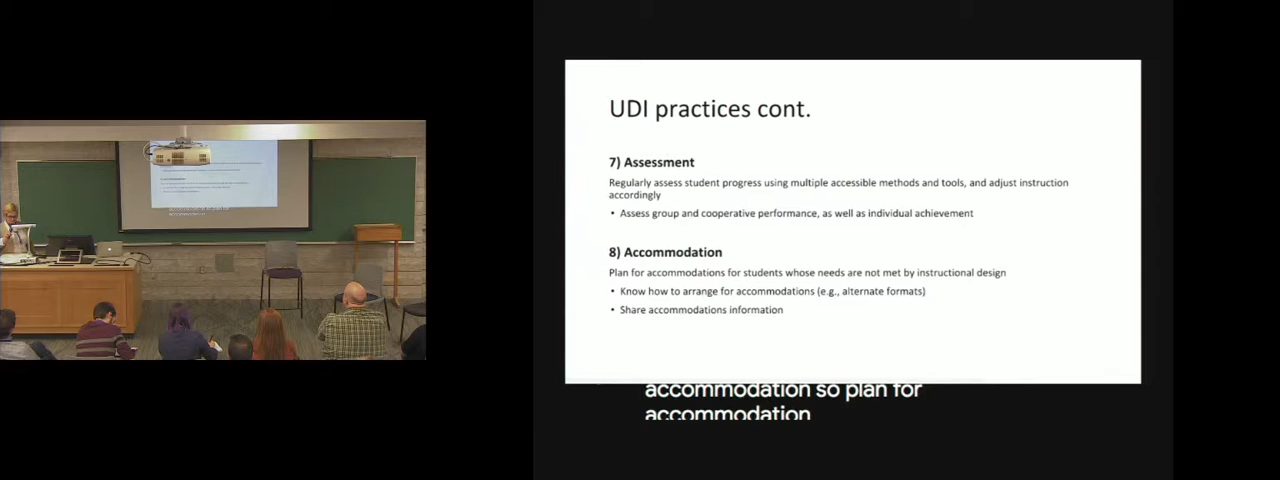 UDI practices cont.
7) Assessment
Regularly assess student progress using multiple accessible methods and tools, and adjust instruction
accordingly
• Assess group and cooperative performance, as well as individual achievement
8) Accommodation
Plan for accommodations for students whose needs are not met by instructional design
• Know how to arrange for accommodations (e.g., alternate formats)
• Share accommodations information
accommodation so plan for
accommodation